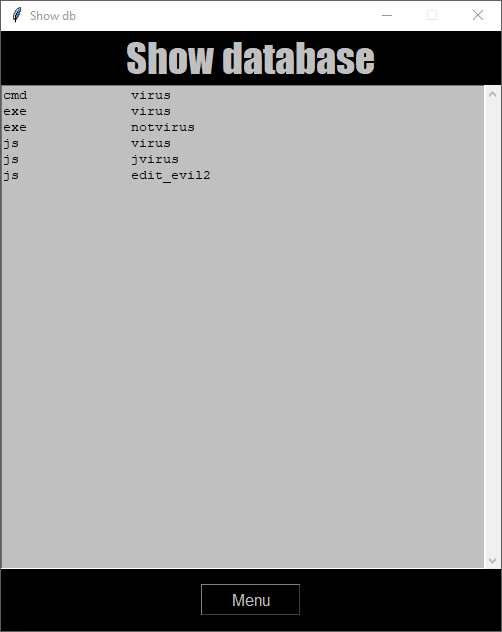 Show db
Show database
cmd virus
exe virus
exe notvirus
js virus
js jvirus
js edit_evil2
Menu